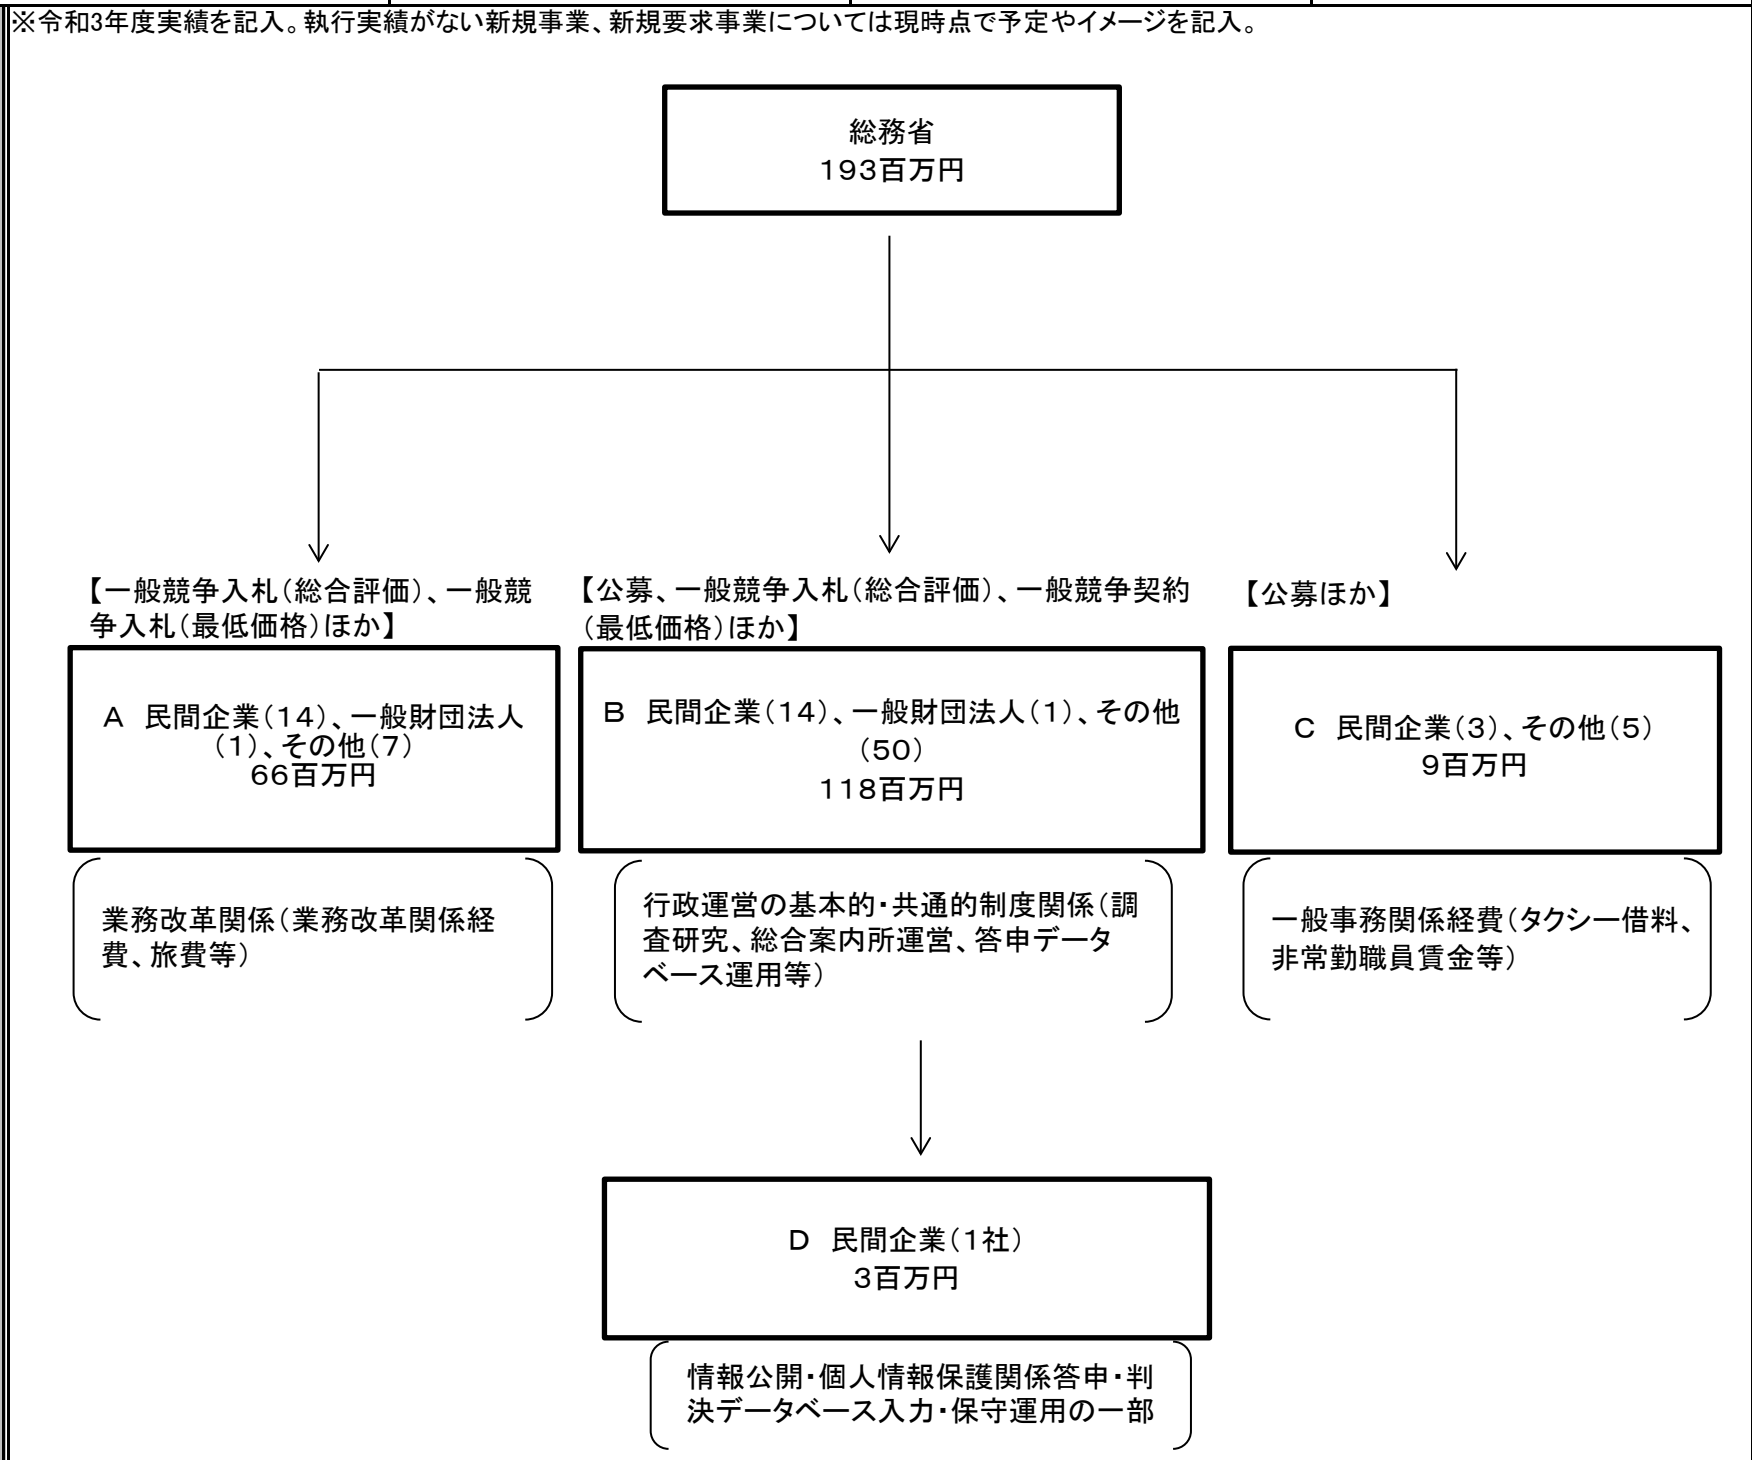 ※令和3年度実績を記入。執行実績がない新規事業、新規要求事業については現時点で予定やイメージを記入。
総務省
193百万円
【一般競争入札（総合評価）、一般競
争入札（最低価格）ほか】
【公募、一般競争入札（総合評価）、一般競争契約
（最低価格）ほか】
【公募ほか】
A　民間企業（14）、一般財団法人
（1）、その他（7）
66百万円
B　民間企業（14）、一般財団法人（1）、その他
（50）
118百万円
C　民間企業（3）、その他（5）
9百万円
業務改革関係（業務改革関係経
費、旅費等）
行政運営の基本的・共通的制度関係（調
査研究、総合案内所運営、答申データ
ベース運用等）
一般事務関係経費（タクシー借料、
非常勤職員賃金等）
D　民間企業（1社）
3百万円
情報公開・個人情報保護関係答申・判
決データベース入力・保守運用の一部